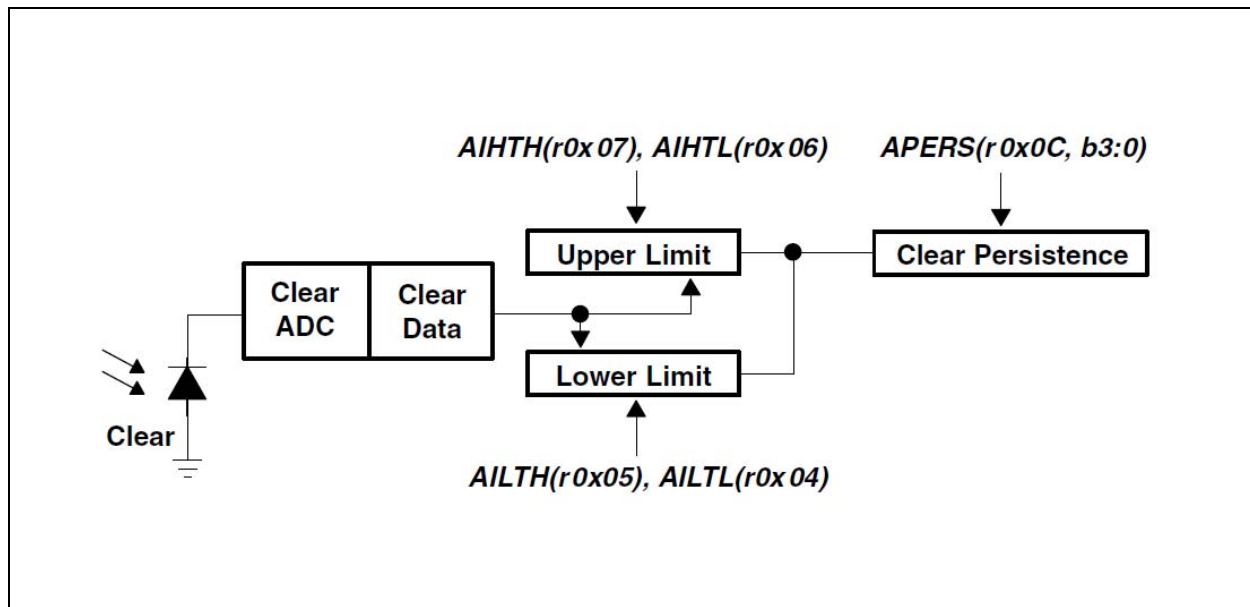 AIHTH(r0x07), AIHTL(r0x06)
APERS(r0x0C, b3:0)
Upper Limit
Clear Persistence
Clear
ADC
Clear
Data
Lower Limit
Clear
AILTH(r0x05), AILTL(r0x04)